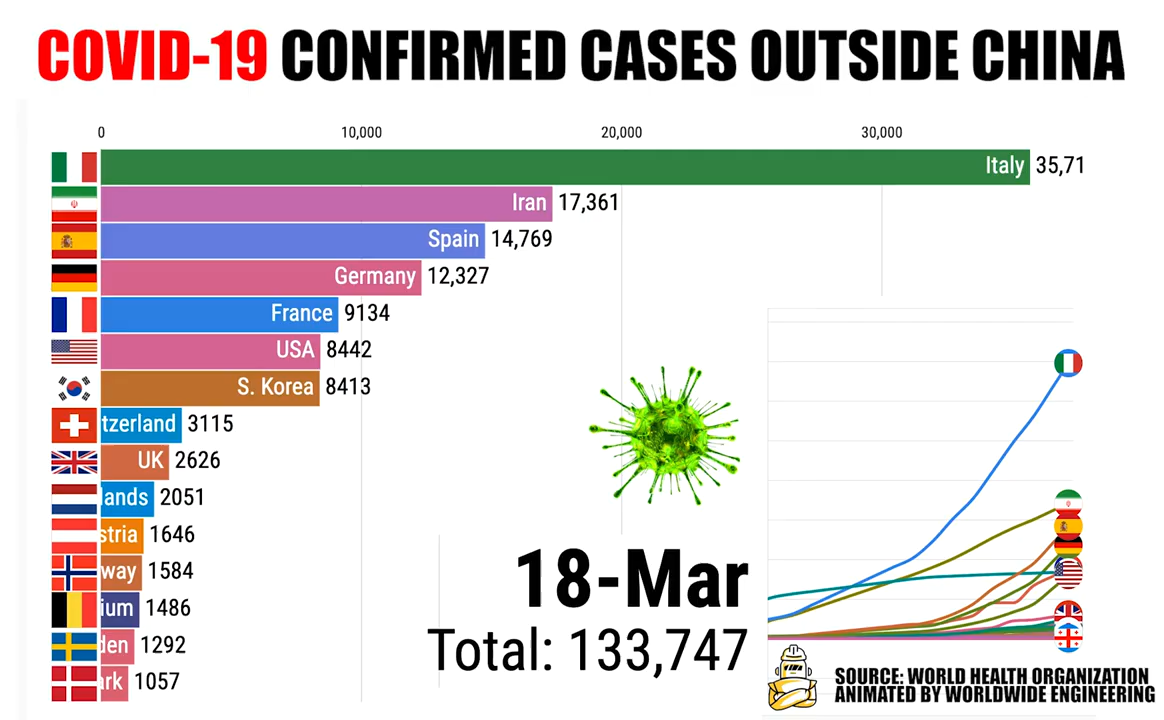 COVID-19 CONFIRMED CASES OUTSIDE CHINA
0 10,000 20,000 30,000
Italy 35,71
Iran 17,361
Spain 14,769
Germany 12,327
France 9134
USA 8442
S. Korea 8413
tzerland 3115
UK 2626
lands 2051
stria 1646
way 1584
ium 1486
den 1292
ark 1057
18-Mar
Total: 133,747
SOURCE: WORLD HEALTH ORGANIZATION
ANIMATED BY WORLDWIDE ENGINEERING